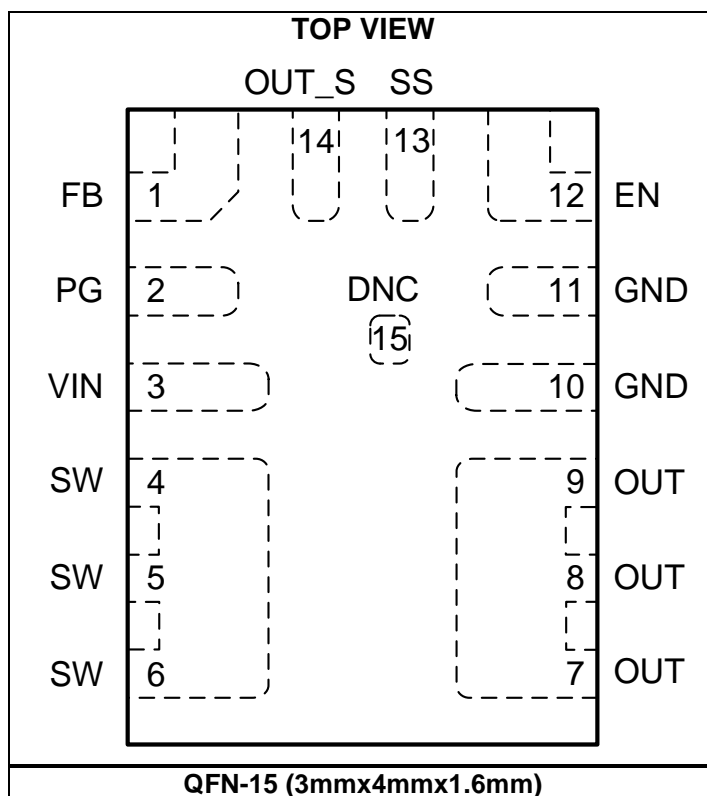 TOP VIEW
OUT_S SS
14 13
FB 1 12 EN
PG 2 DNC 11 GND
15
VIN 3 10 GND
SW 4 9 OUT
SW 5 8 OUT
SW 6 7 OUT
QFN-15 (3mmx4mmx1.6mm)